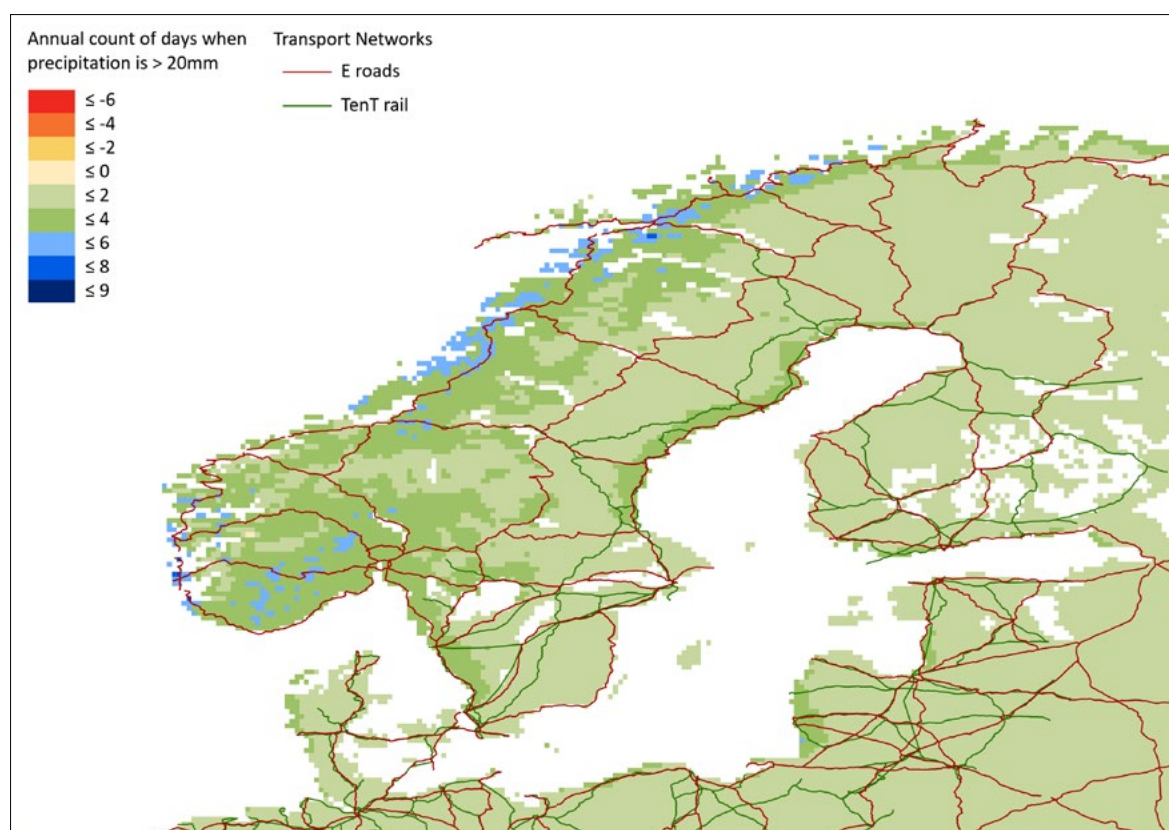 Annual count of days when
precipitation is > 20mm
≤ -6
≤ -4
≤ -2
≤ 0
≤ 2
≤ 4
≤ 6
≤ 8
≤ 9
Transport Networks
E roads
TenT rail